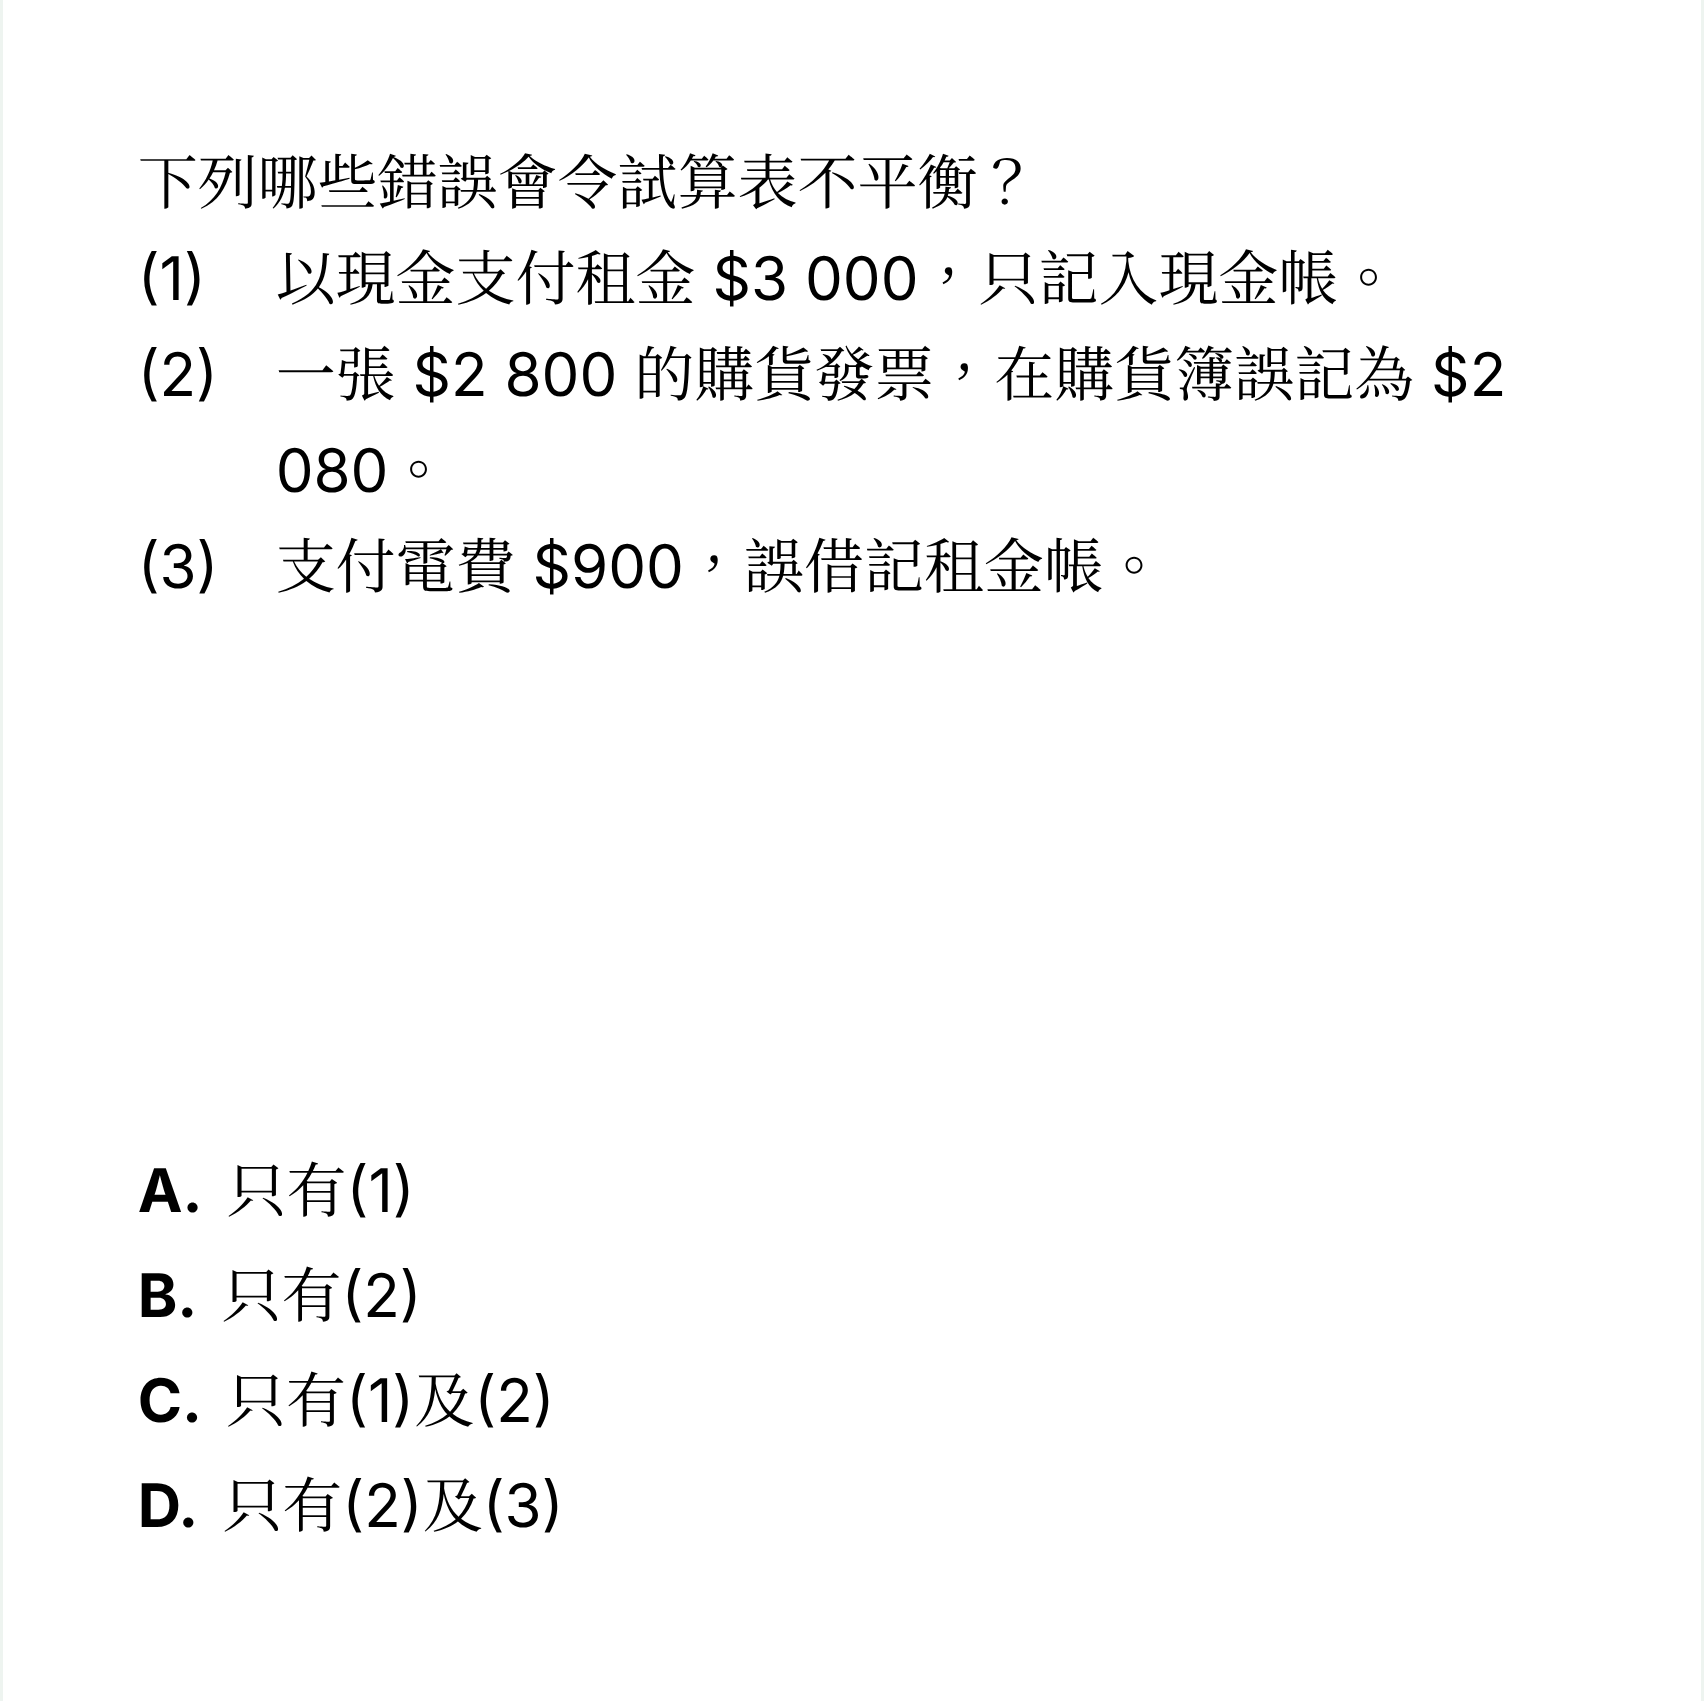 下列哪些錯誤會令試算表不平衡？
(1) 以現金支付租金 $3 000，只記入現金帳。
(2) 一張 $2 800 的購貨發票，在購貨簿誤記為 $2
080。
(3) 支付電費 $900，誤借記租金帳。
A. 只有(1)
B. 只有(2)
C. 只有(1)及(2)
D. 只有(2)及(3)